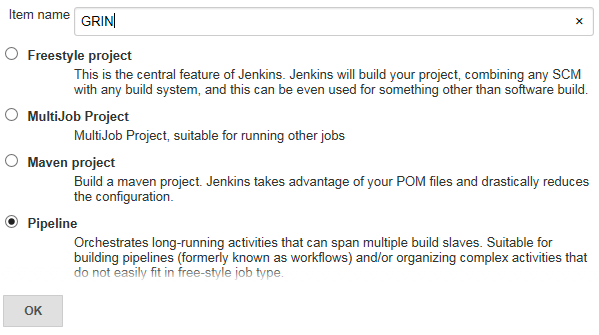 Item name GRIN ×
Freestyle project
This is the central feature of Jenkins. Jenkins will build your project, combining any SCM
with any build system, and this can be even used for something other than software build.
MultiJob Project
MultiJob Project, suitable for running other jobs
Maven project
Build a maven project. Jenkins takes advantage of your POM files and drastically reduces
the configuration.
Pipeline
Orchestrates long-running activities that can span multiple build slaves. Suitable for
building pipelines (formerly known as workflows) and/or organizing complex activities that
do not easily fit in free-style job type.
OK